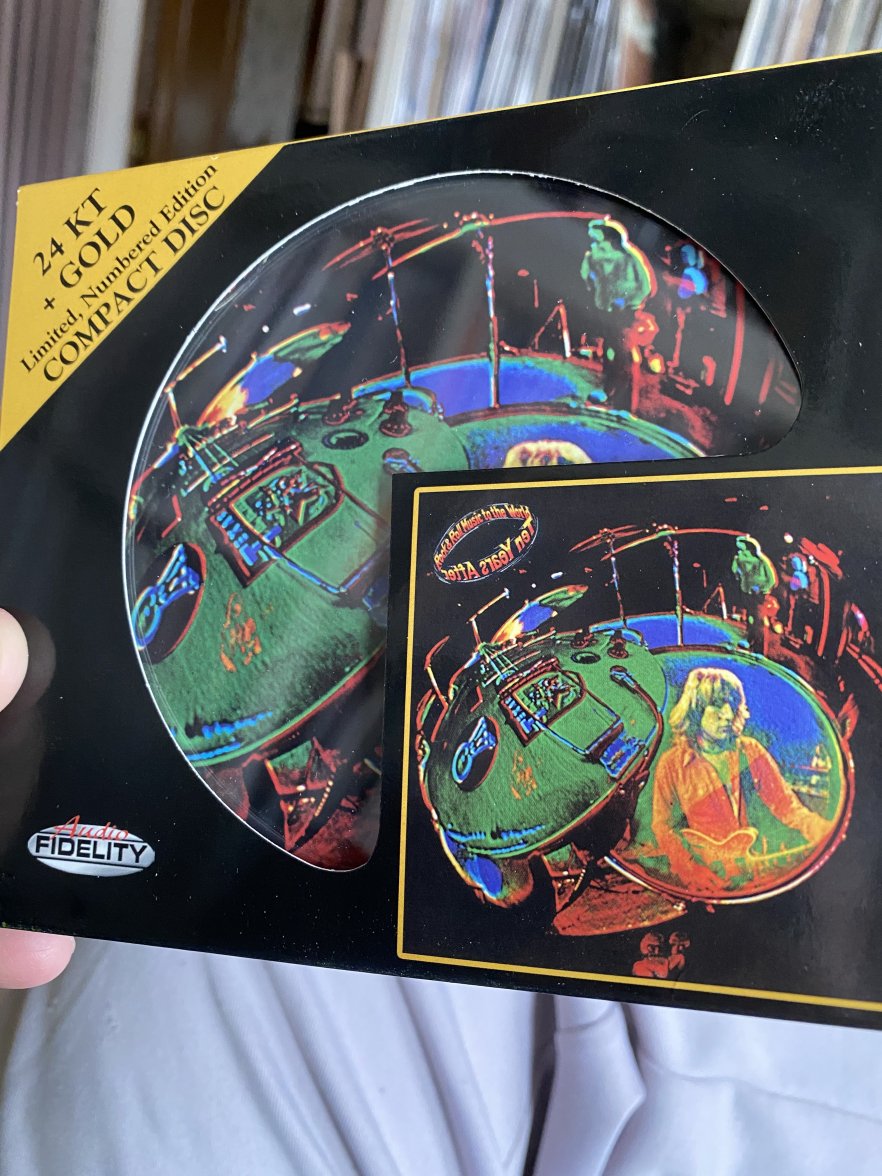 24 KT
+ GOLD
Limited, Numbered Edition
COMPACT DISC
Rock & Roll Music to the World
Ten Years After
Audio
FIDELITY